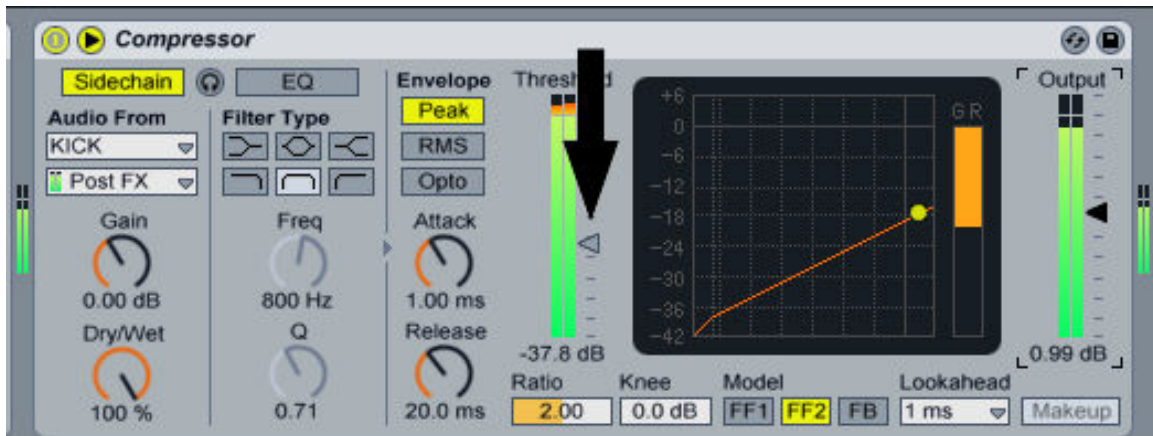 Compressor
Sidechain EQ
Audio From
KICK
Post FX
Gain
0.00 dB
Dry/Wet
100 %
Filter Type
Freq
800 Hz
Q
0.71
Envelope
Peak
RMS
Opto
Attack
1.00 ms
Release
20.0 ms
Threshold
-37.8 dB
+6
0
-6
-12
-18
-24
-30
-36
-42
GR
Output
0.99 dB
Ratio
2.00
Knee
0.0 dB
Model
FF1 FF2 FB
Lookahead
1 ms
Makeup